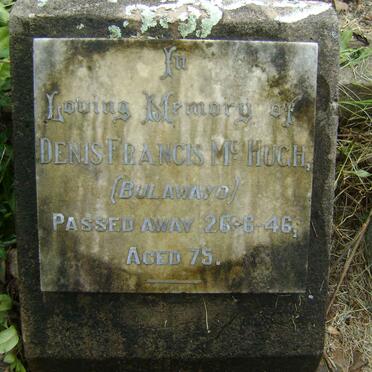 In
Loving Memory of
DENIS FRANCIS McHUGH,
(BULAWAYO)
PASSED AWAY 26-6-46,
AGED 75.